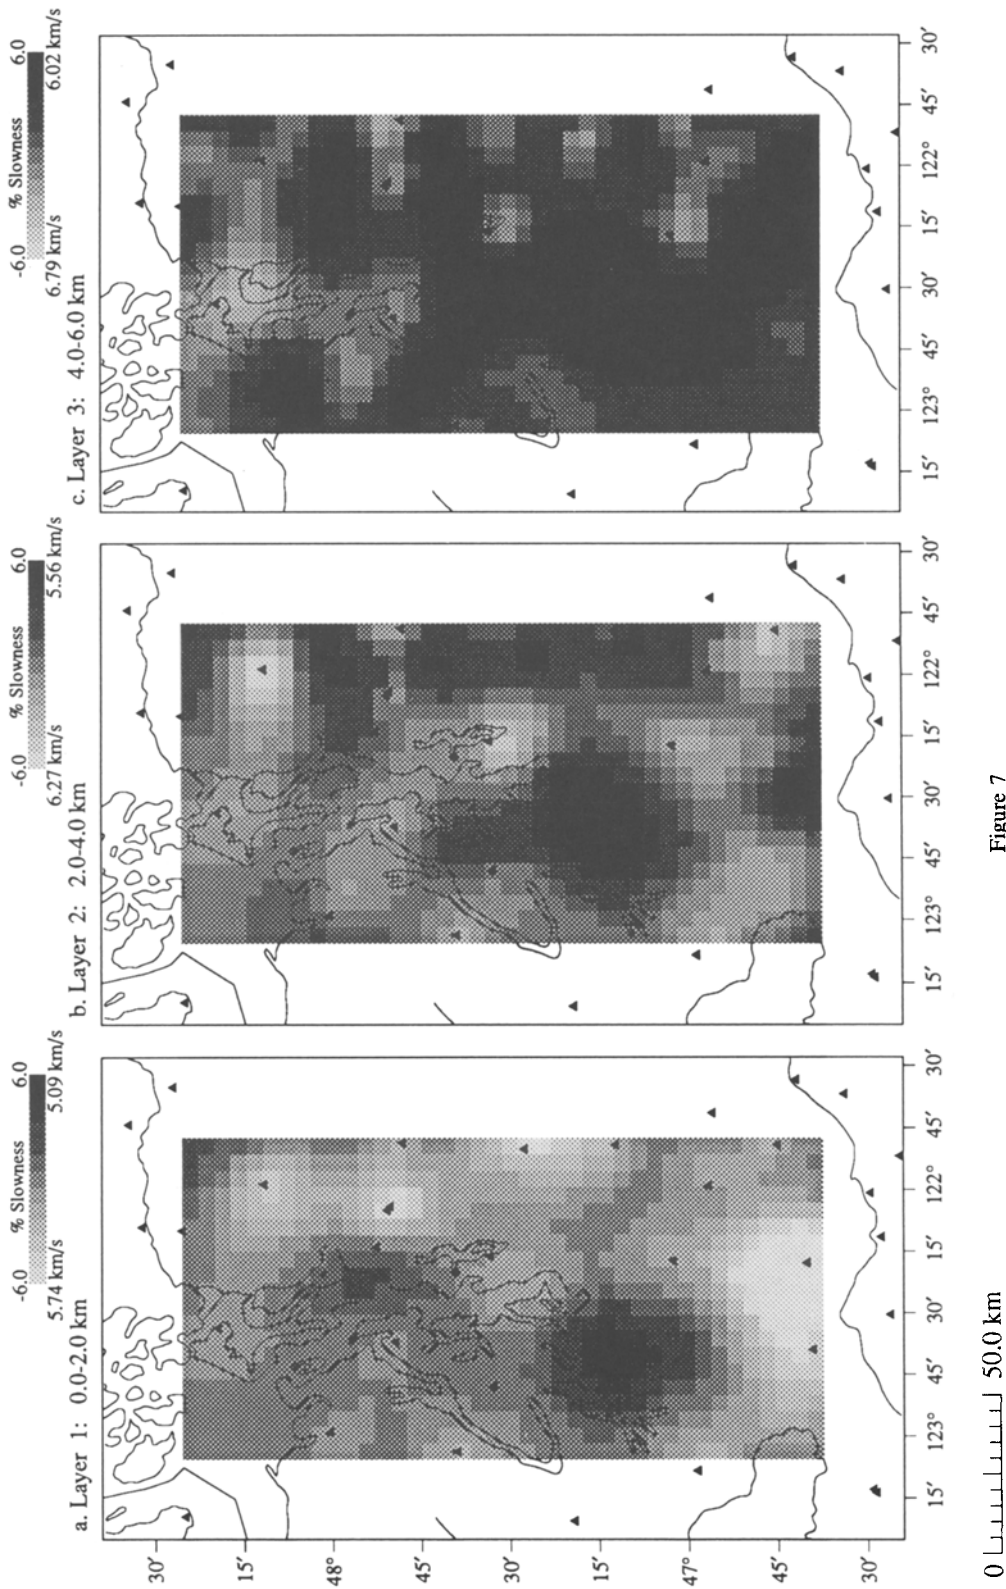 a. Layer 1: 0.0-2.0 km
-6.0 % Slowness 6.0
5.74 km/s 5.09 km/s
b. Layer 2: 2.0-4.0 km
-6.0 % Slowness 6.0
6.27 km/s 5.56 km/s
c. Layer 3: 4.0-6.0 km
-6.0 % Slowness 6.0
6.79 km/s 6.02 km/s
30′
15′
48°
45′
30′
15′
47°
45′
30′
15′ 123° 45′ 30′ 15′ 122° 45′ 30′
15′ 123° 45′ 30′ 15′ 122° 45′ 30′
15′ 123° 45′ 30′ 15′ 122° 45′ 30′
0 50.0 km
Figure 7